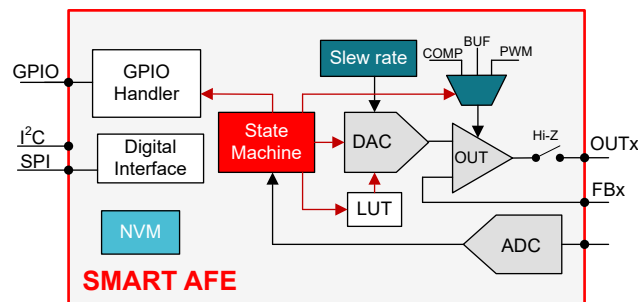 COMP
BUF
PWM
Slew rate
GPIO
GPIO
Handler
I²C
SPI
Digital
Interface
State
Machine
DAC
OUT
Hi-Z
OUTx
FBx
LUT
NVM
ADC
SMART AFE